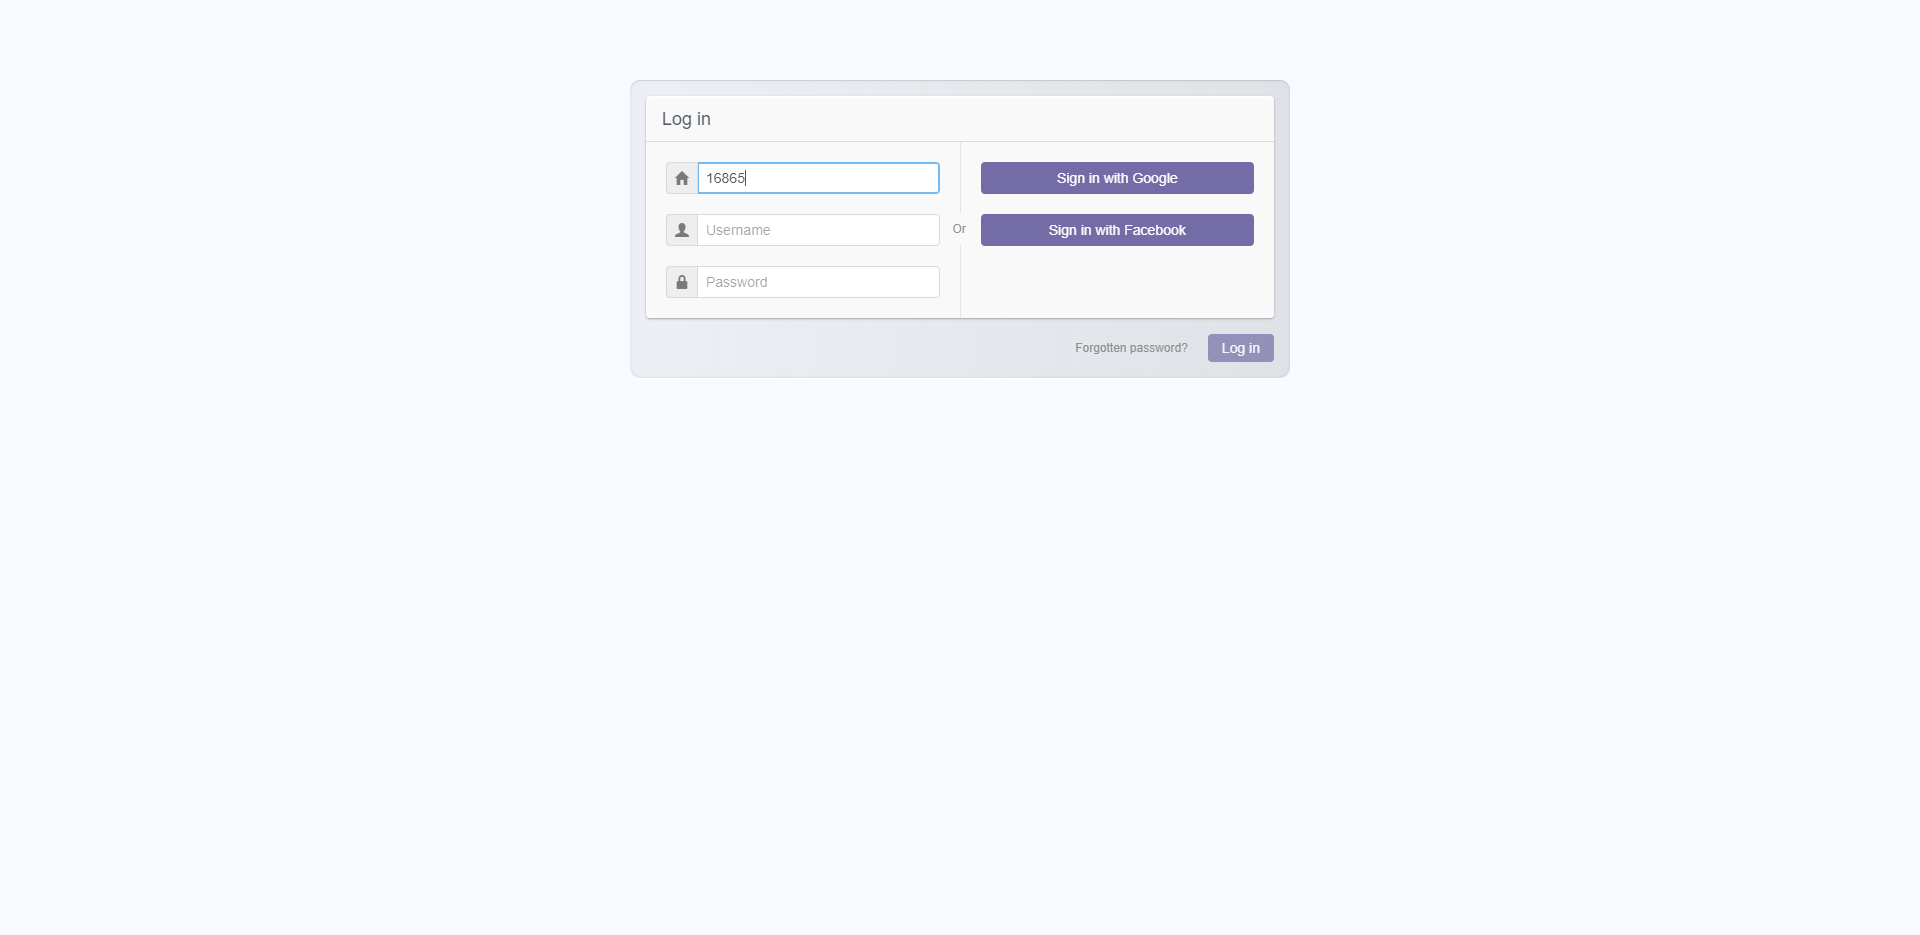 Log in
16865
Sign in with Google
Username
Or
Sign in with Facebook
Password
Forgotten password?
Log in